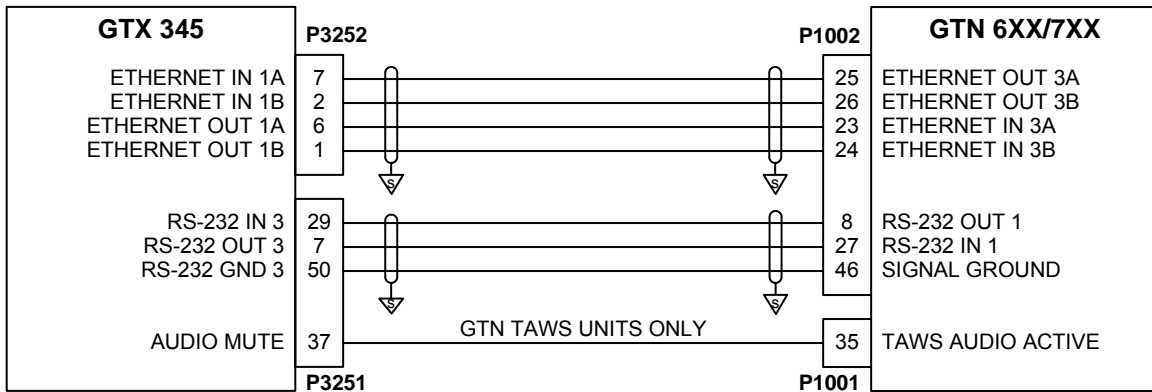 GTX 345 P3252 P1002 GTN 6XX/7XX
ETHERNET IN 1A 7 25 ETHERNET OUT 3A
ETHERNET IN 1B 2 26 ETHERNET OUT 3B
ETHERNET OUT 1A 6 23 ETHERNET IN 3A
ETHERNET OUT 1B 1 24 ETHERNET IN 3B
S S
RS-232 IN 3 29 8 RS-232 OUT 1
RS-232 OUT 3 7 27 RS-232 IN 1
RS-232 GND 3 50 46 SIGNAL GROUND
S S
AUDIO MUTE 37 GTN TAWS UNITS ONLY 35 TAWS AUDIO ACTIVE
P3251 P1001